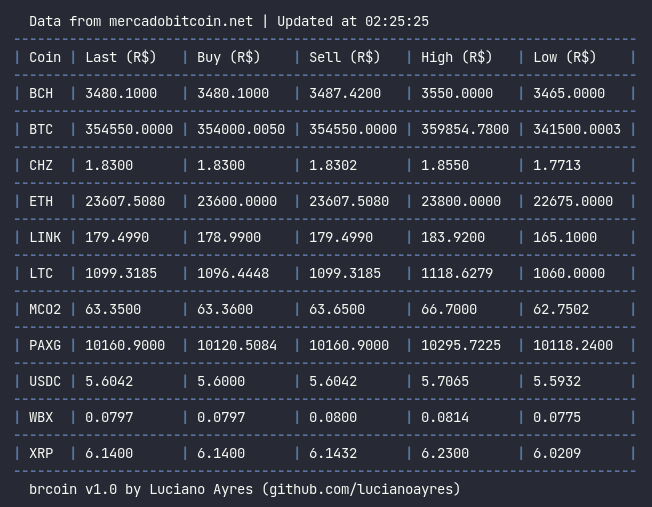 Data from mercadobitcoin.net | Updated at 02:25:25
| Coin | Last (R$) | Buy (R$) | Sell (R$) | High (R$) | Low (R$) |
| BCH | 3480.1000 | 3480.1000 | 3487.4200 | 3550.0000 | 3465.0000 |
| BTC | 354550.0000 | 354000.0050 | 354550.0000 | 359854.7800 | 341500.0003 |
| CHZ | 1.8300 | 1.8300 | 1.8302 | 1.8550 | 1.7713 |
| ETH | 23607.5080 | 23600.0000 | 23607.5080 | 23800.0000 | 22675.0000 |
| LINK | 179.4990 | 178.9900 | 179.4990 | 183.9200 | 165.1000 |
| LTC | 1099.3185 | 1096.4448 | 1099.3185 | 1118.6279 | 1060.0000 |
| MCO2 | 63.3500 | 63.3600 | 63.6500 | 66.7000 | 62.7502 |
| PAXG | 10160.9000 | 10120.5084 | 10160.9000 | 10295.7225 | 10118.2400 |
| USDC | 5.6042 | 5.6000 | 5.6042 | 5.7065 | 5.5932 |
| WBX | 0.0797 | 0.0797 | 0.0800 | 0.0814 | 0.0775 |
| XRP | 6.1400 | 6.1400 | 6.1432 | 6.2300 | 6.0209 |
brcoin v1.0 by Luciano Ayres (github.com/lucianoayres)